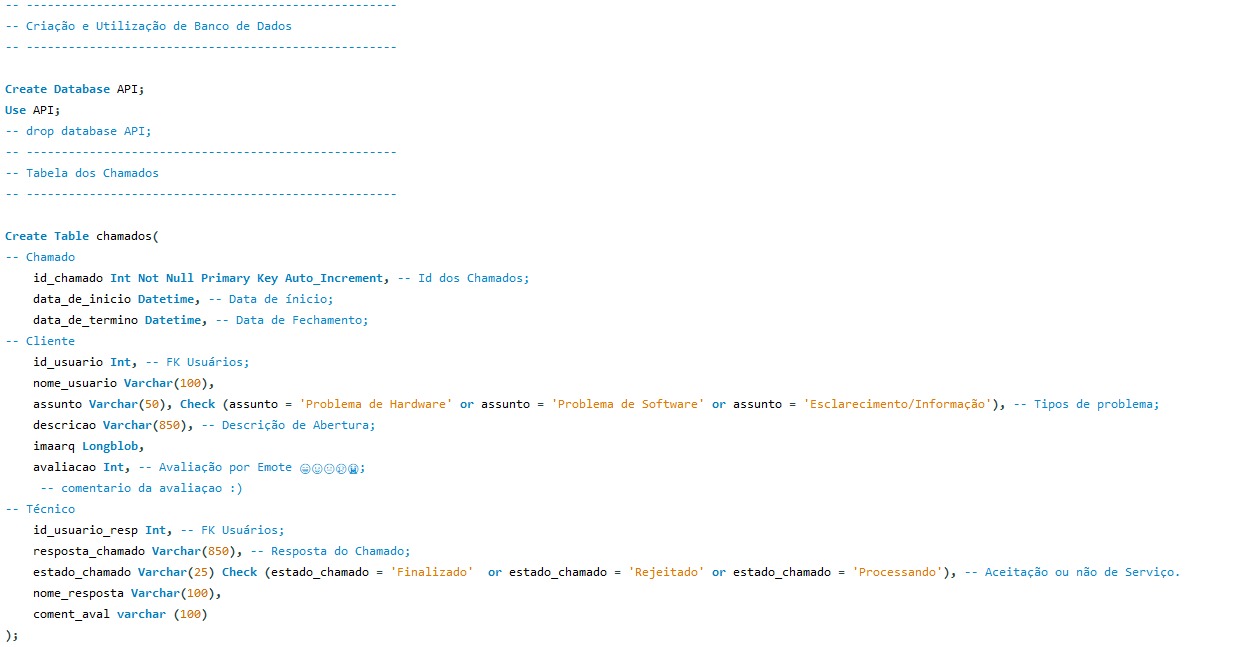 -- -----------------------------------------------------
-- Criação e Utilização de Banco de Dados
-- -----------------------------------------------------
Create Database API;
Use API;
-- drop database API;
-- -----------------------------------------------------
-- Tabela dos Chamados
-- -----------------------------------------------------
Create Table chamados(
-- Chamado
id_chamado Int Not Null Primary Key Auto_Increment, -- Id dos Chamados;
data_de_inicio Datetime, -- Data de ínicio;
data_de_termino Datetime, -- Data de Fechamento;
-- Cliente
id_usuario Int, -- FK Usuários;
nome_usuario Varchar(100),
assunto Varchar(50), Check (assunto = 'Problema de Hardware' or assunto = 'Problema de Software' or assunto = 'Esclarecimento/Informação'), -- Tipos de problema;
descricao Varchar(850), -- Descrição de Abertura;
imaarq Longblob,
avaliacao Int, -- Avaliação por Emote ;
-- comentario da avaliaçao :)
-- Técnico
id_usuario_resp Int, -- FK Usuários;
resposta_chamado Varchar(850), -- Resposta do Chamado;
estado_chamado Varchar(25) Check (estado_chamado = 'Finalizado'  or estado_chamado = 'Rejeitado' or estado_chamado = 'Processando'), -- Aceitação ou não de Serviço.
nome_resposta Varchar(100),
coment_aval varchar (100)
);